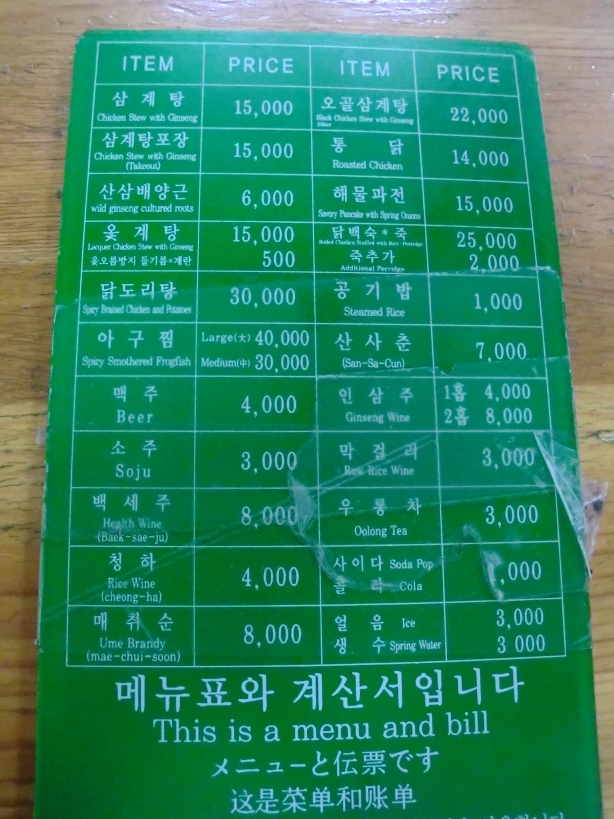 ITEM PRICE ITEM PRICE
삼계탕 15,000 오골삼계탕 22,000
Chicken Stew with Ginseng Black Chicken Stew with Ginseng
삼계탕포장 15,000 통 닭 14,000
Chicken Stew with Ginseng Roasted Chicken
(Takeout)
산삼배양근 6,000 해물파전 15,000
wild ginseng cultured roots Savory Pancake with Spring Onions
옻계탕 15,000 닭백숙*죽 25,000
Lacquer Chicken Stew with Ginseng Boiled Chicken Stuffed with Rice-Porridge
옻오름방지 들기름*계란 500 죽추가 2,000
Additional Porridge
닭도리탕 30,000 공기밥 1,000
Spicy Braised Chicken and Potatoes Steamed Rice
아구찜 Large(大) 40,000 산사춘 7,000
Spicy Smothered Frogfish Medium(中) 30,000 (San-Sa-Cun)
맥주 4,000 인삼주 1홉 4,000
Beer Ginseng Wine 2홉 8,000
소주 3,000 막걸리 3,000
Soju Raw Rice Wine
백세주 8,000 우롱차 3,000
Health Wine Oolong Tea
(Baek-sae-ju)
청하 4,000 사이다 Soda Pop ,000
Rice Wine 콜라 Cola
(cheong-ha)
매취순 8,000 얼음 Ice 3,000
Ume Brandy 생수 Spring Water 3 000
(mae-chui-soon)
메뉴표와 계산서입니다
This is a menu and bill
メニューと伝票です
这是菜单和账单